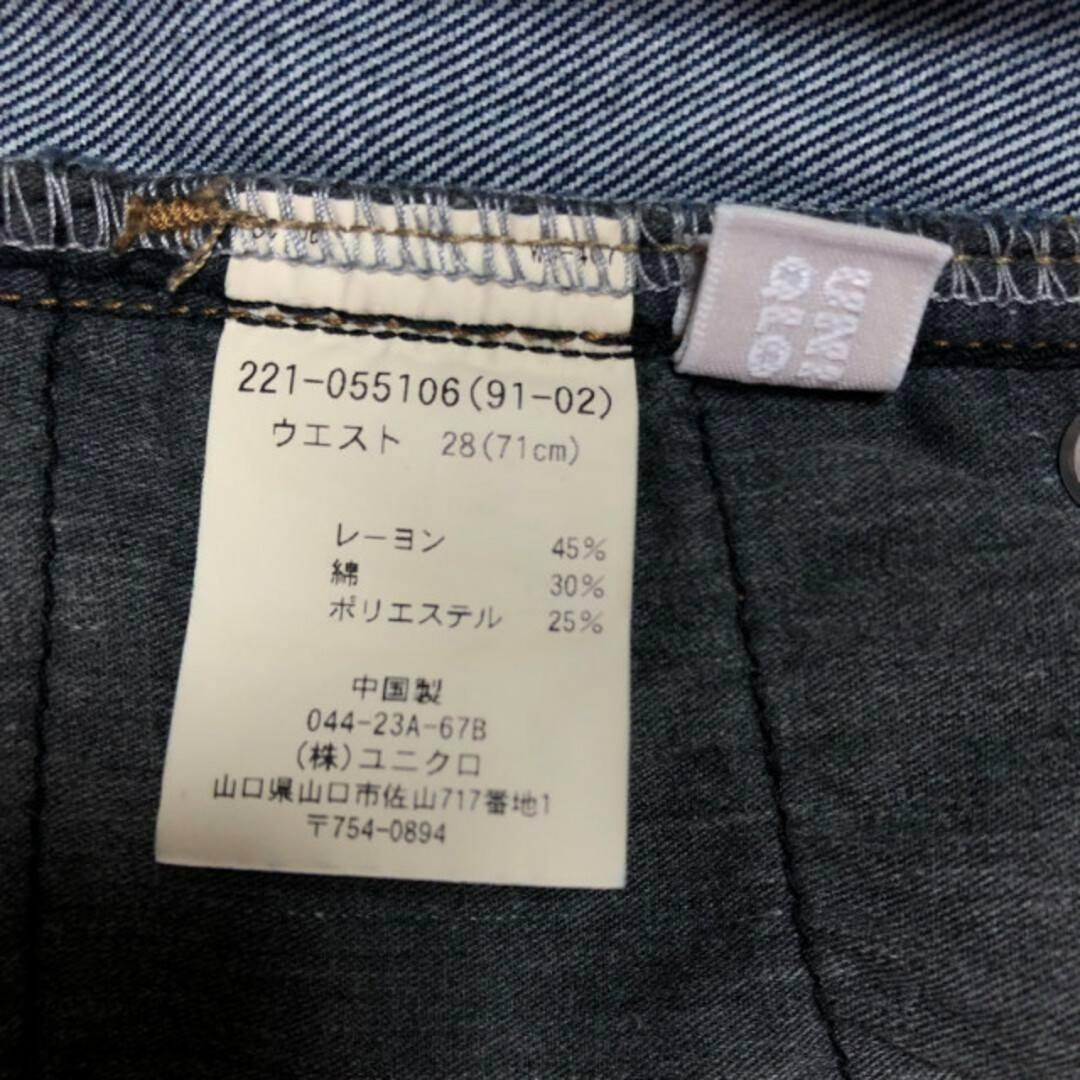 221-055106(91-02)
ウエスト 28(71cm)
レーヨン 45%
綿 30%
ポリエステル 25%
中国製
044-23A-67B
(株)ユニクロ
山口県山口市佐山717番地1
〒754-0894
UNI
QLO